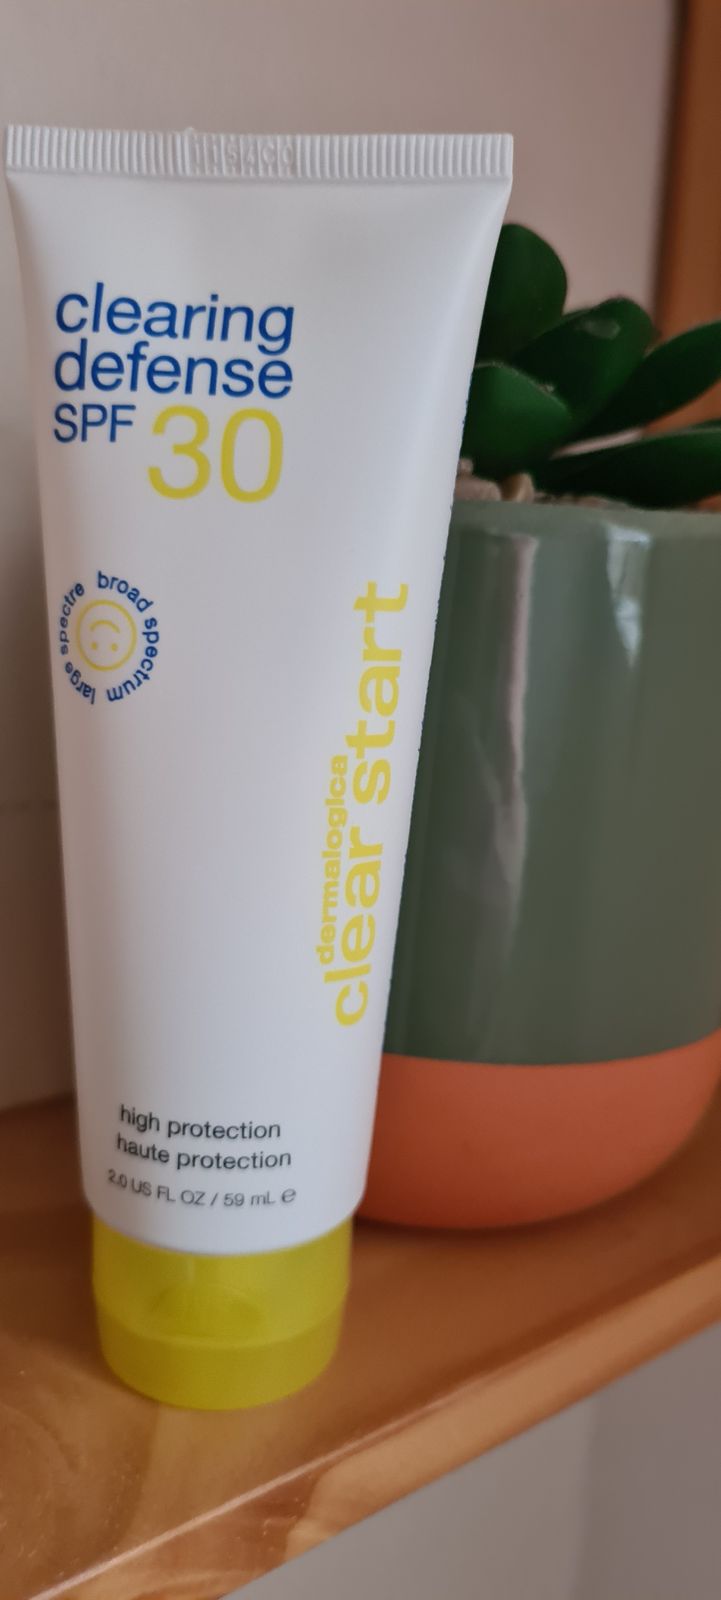 clearing
defense
SPF 30
broad spectrum
large spectre
dermalogica
clear start
high protection
haute protection
2.0 US FL OZ / 59 mL e